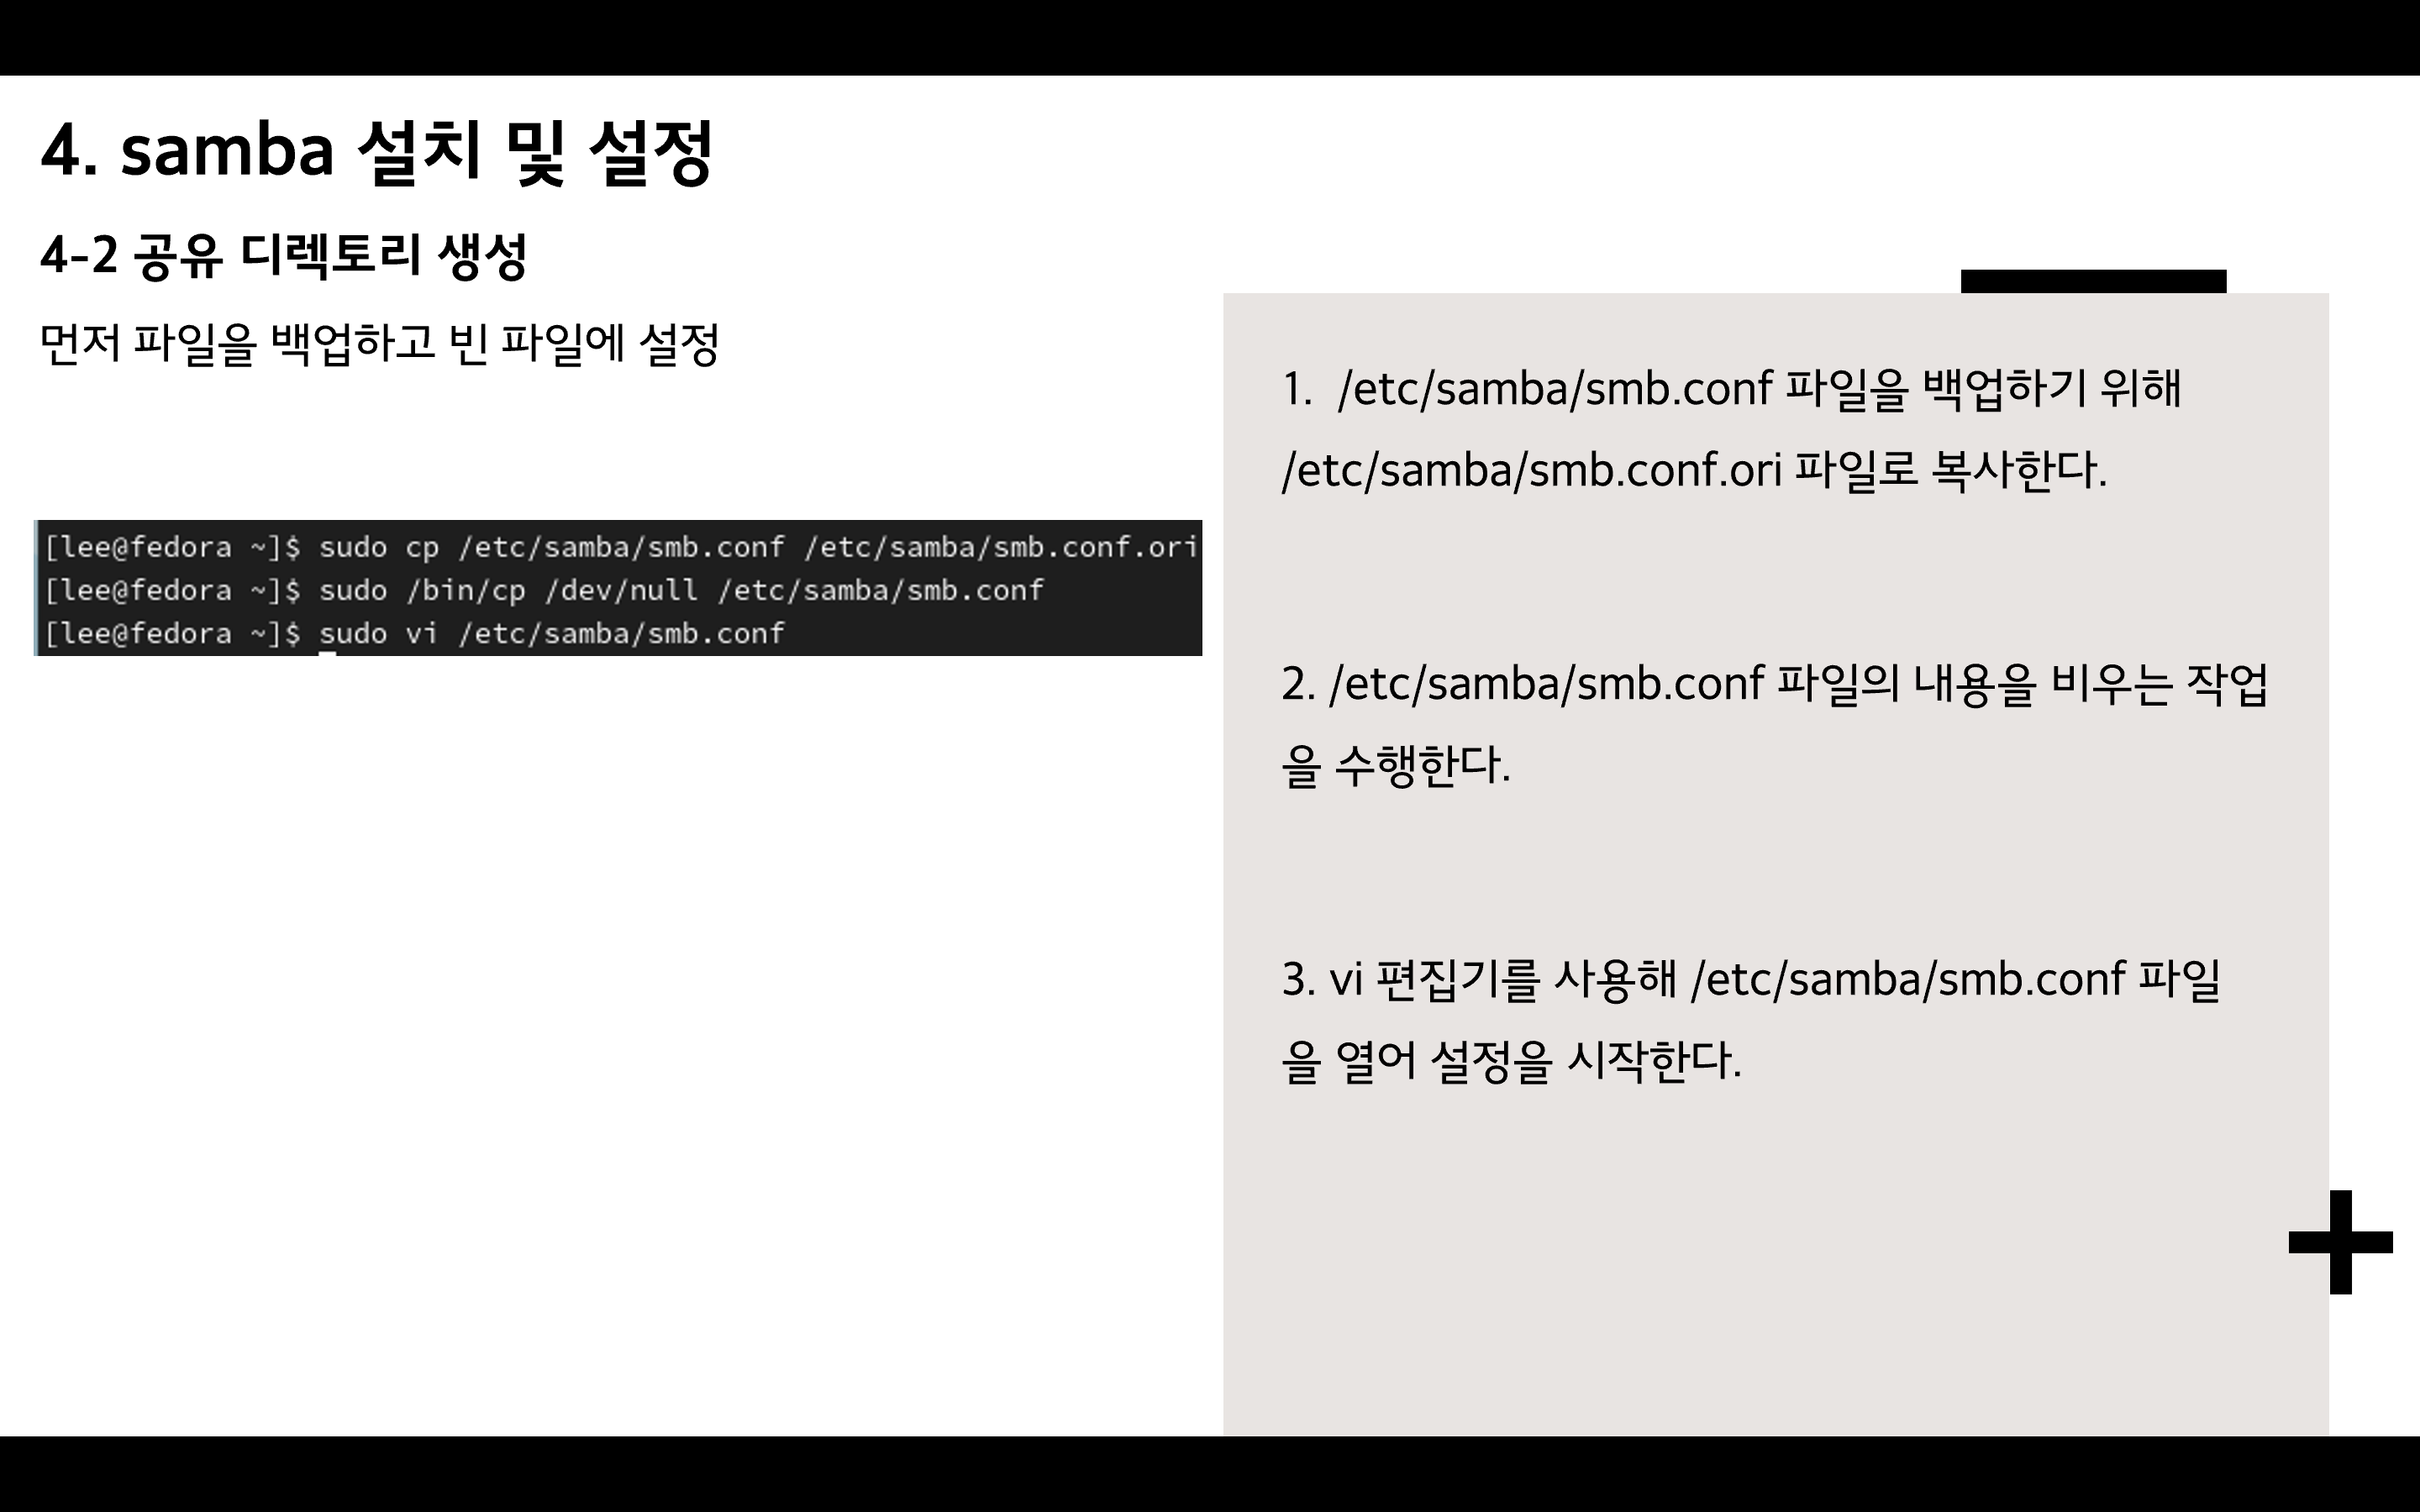 4. samba 설치 및 설정
4-2 공유 디렉토리 생성
먼저 파일을 백업하고 빈 파일에 설정
[lee@fedora ~]$ sudo cp /etc/samba/smb.conf /etc/samba/smb.conf.ori
[lee@fedora ~]$ sudo /bin/cp /dev/null /etc/samba/smb.conf
[lee@fedora ~]$ sudo vi /etc/samba/smb.conf
1. /etc/samba/smb.conf 파일을 백업하기 위해
/etc/samba/smb.conf.ori 파일로 복사한다.
2. /etc/samba/smb.conf 파일의 내용을 비우는 작업
을 수행한다.
3. vi 편집기를 사용해 /etc/samba/smb.conf 파일
을 열어 설정을 시작한다.